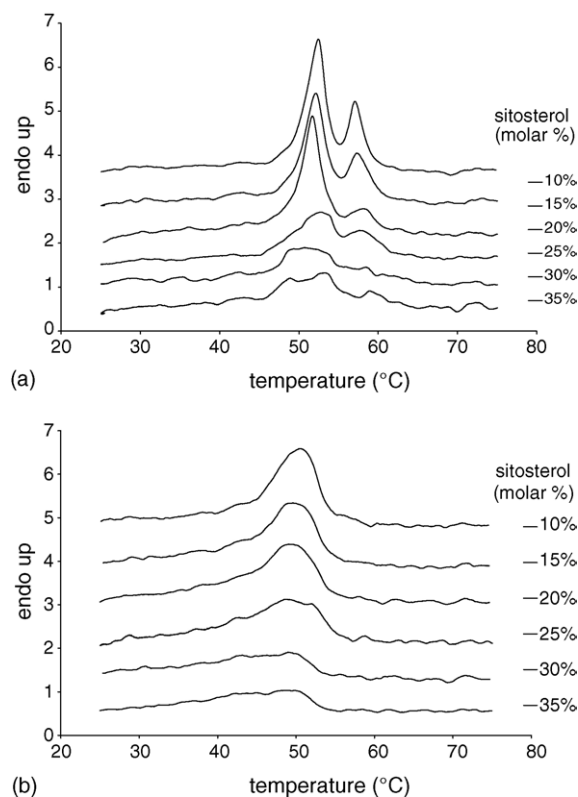 7
6
5
4
3
2
1
0
endo up
sitosterol
(molar %)
—10%
—15%
—20%
—25%
—30%
—35%
20 30 40 50 60 70 80
(a) temperature (°C)
7
6
5
4
3
2
1
0
endo up
sitosterol
(molar %)
—10%
—15%
—20%
—25%
—30%
—35%
20 30 40 50 60 70 80
(b) temperature (°C)